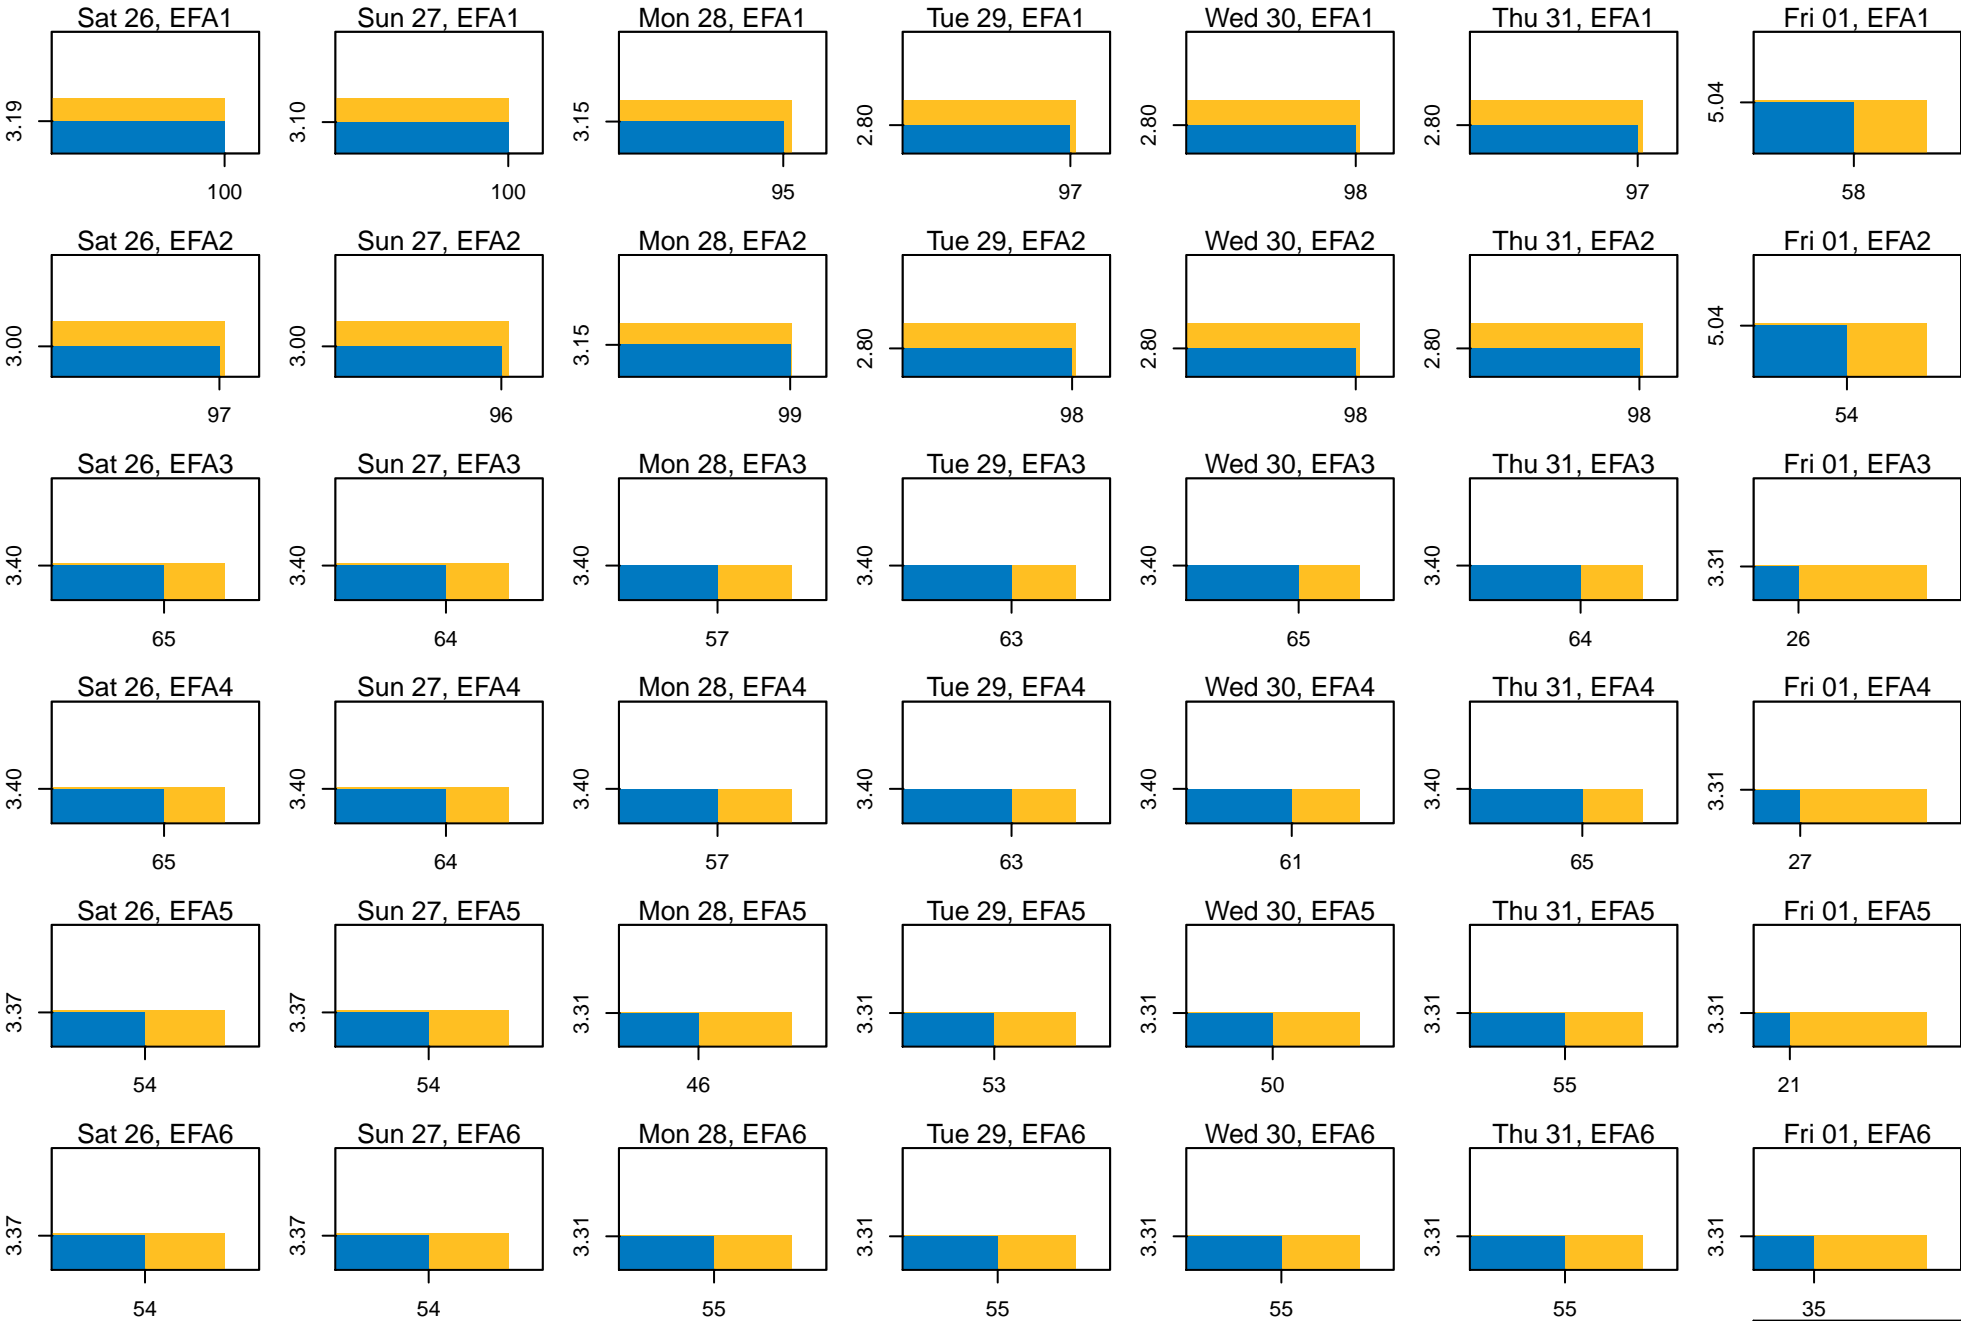 Sat 26, EFA1 Sun 27, EFA1 Mon 28, EFA1 Tue 29, EFA1 Wed 30, EFA1 Thu 31, EFA1 Fri 01, EFA1
3.19 3.10 3.15 2.80 2.80 2.80 5.04
100 100 95 97 98 97 58
Sat 26, EFA2 Sun 27, EFA2 Mon 28, EFA2 Tue 29, EFA2 Wed 30, EFA2 Thu 31, EFA2 Fri 01, EFA2
3.00 3.00 3.15 2.80 2.80 2.80 5.04
97 96 99 98 98 98 54
Sat 26, EFA3 Sun 27, EFA3 Mon 28, EFA3 Tue 29, EFA3 Wed 30, EFA3 Thu 31, EFA3 Fri 01, EFA3
3.40 3.40 3.40 3.40 3.40 3.40 3.31
65 64 57 63 65 64 26
Sat 26, EFA4 Sun 27, EFA4 Mon 28, EFA4 Tue 29, EFA4 Wed 30, EFA4 Thu 31, EFA4 Fri 01, EFA4
3.40 3.40 3.40 3.40 3.40 3.40 3.31
65 64 57 63 61 65 27
Sat 26, EFA5 Sun 27, EFA5 Mon 28, EFA5 Tue 29, EFA5 Wed 30, EFA5 Thu 31, EFA5 Fri 01, EFA5
3.37 3.37 3.31 3.31 3.31 3.31 3.31
54 54 46 53 50 55 21
Sat 26, EFA6 Sun 27, EFA6 Mon 28, EFA6 Tue 29, EFA6 Wed 30, EFA6 Thu 31, EFA6 Fri 01, EFA6
3.37 3.37 3.31 3.31 3.31 3.31 3.31
54 54 55 55 55 55 35